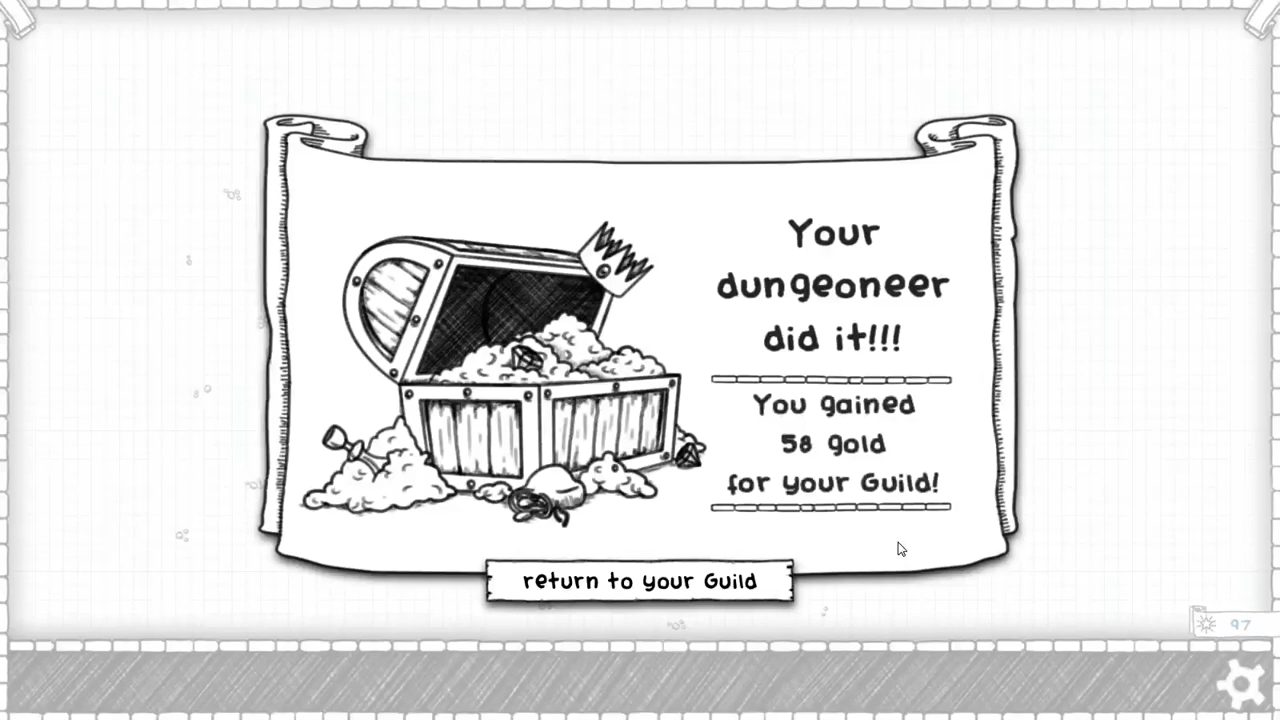 Your
dungeoneer
did it!!!
You gained
58 gold
for your Guild!
return to your Guild
97